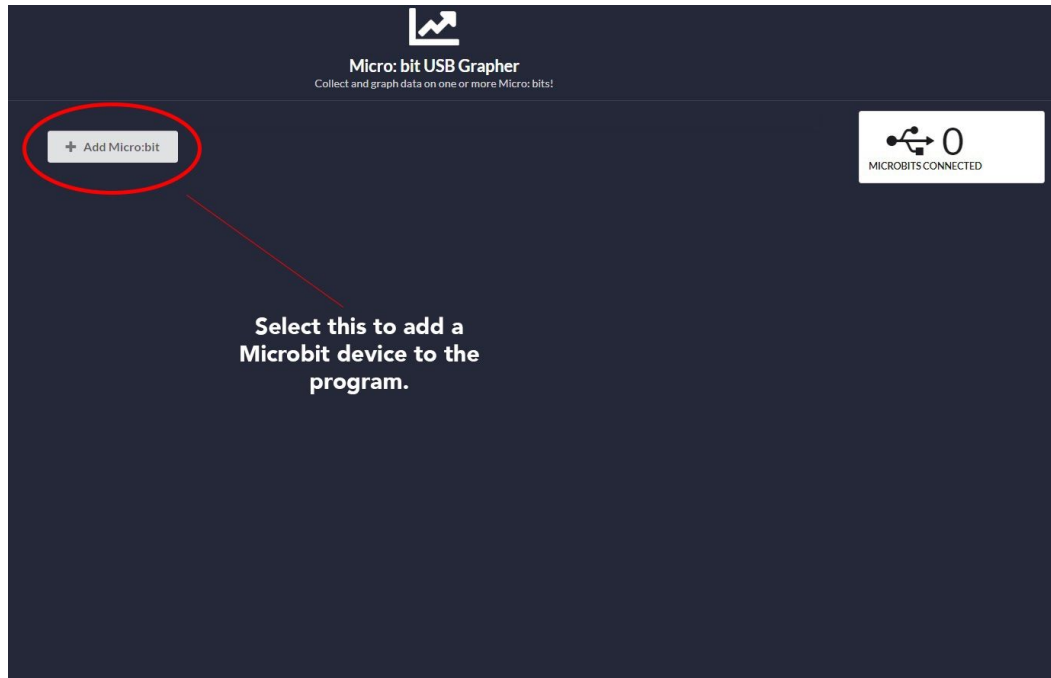 Micro: bit USB Grapher
Collect and graph data on one or more Micro: bits!
+ Add Micro:bit
0
MICROBITS CONNECTED
Select this to add a
Microbit device to the
program.